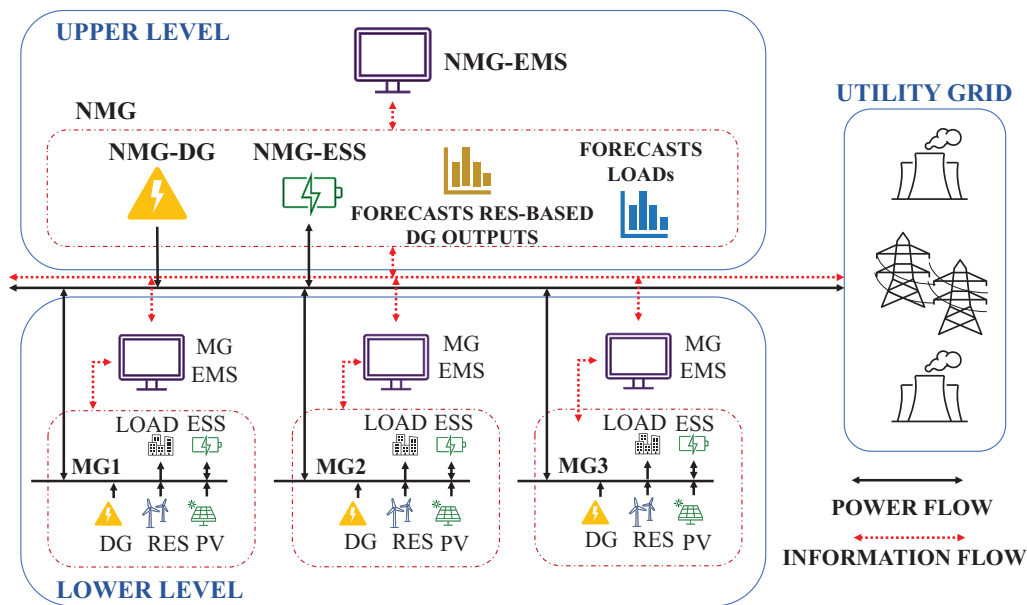 UPPER LEVEL
NMG-EMS
NMG
NMG-DG
NMG-ESS
FORECASTS
LOADs
FORECASTS RES-BASED
DG OUTPUTS
UTILITY GRID
MG
EMS
MG
EMS
MG
EMS
LOAD ESS
MG1
DG RES PV
LOAD ESS
MG2
DG RES PV
LOAD ESS
MG3
DG RES PV
LOWER LEVEL
POWER FLOW
INFORMATION FLOW